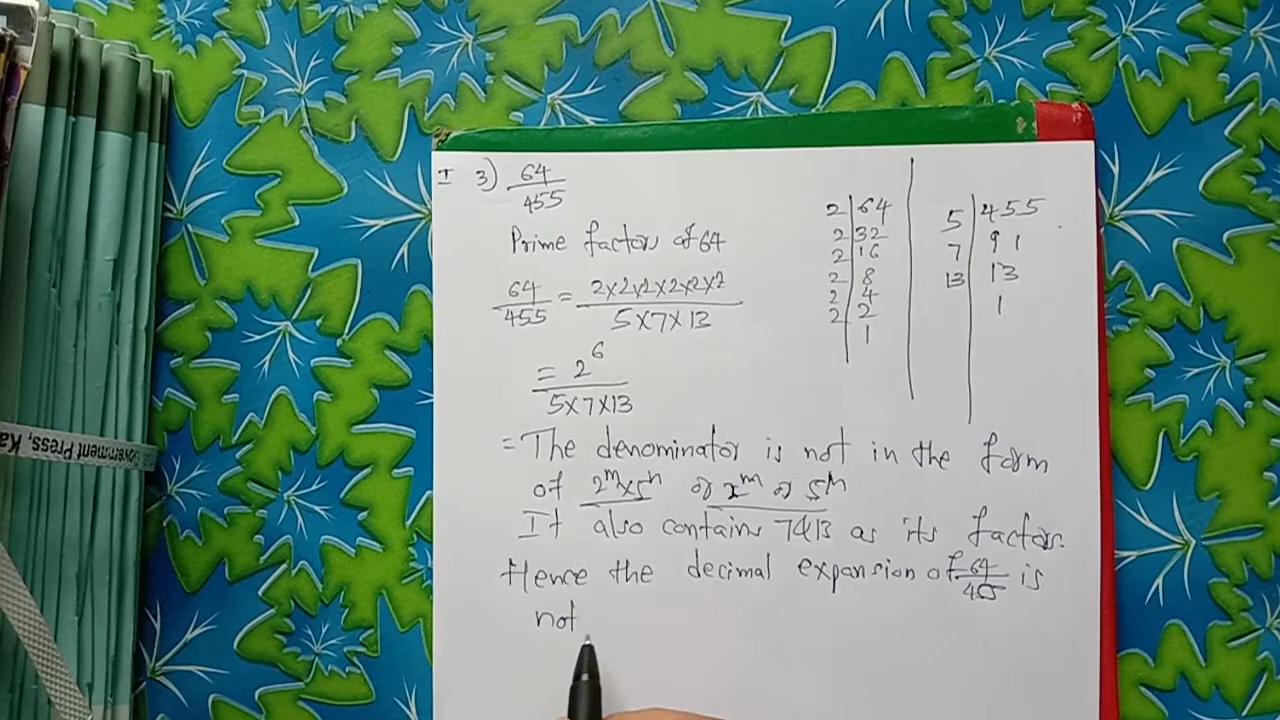 I 3) 64/455
Prime factors of 64
64/455 = 2×2×2×2×2×2/5×7×13
= 2^6/5×7×13
= The denominator is not in the form
of 2^m×5^n or 2^m or 5^n
It also contains 7&13 as its factors.
Hence the decimal expansion of 64/455 is
not
2 | 64
2 | 32
2 | 16
2 | 8
2 | 4
2 | 2
1
5 | 455
7 | 91
13 | 13
1
Government Press, Ka